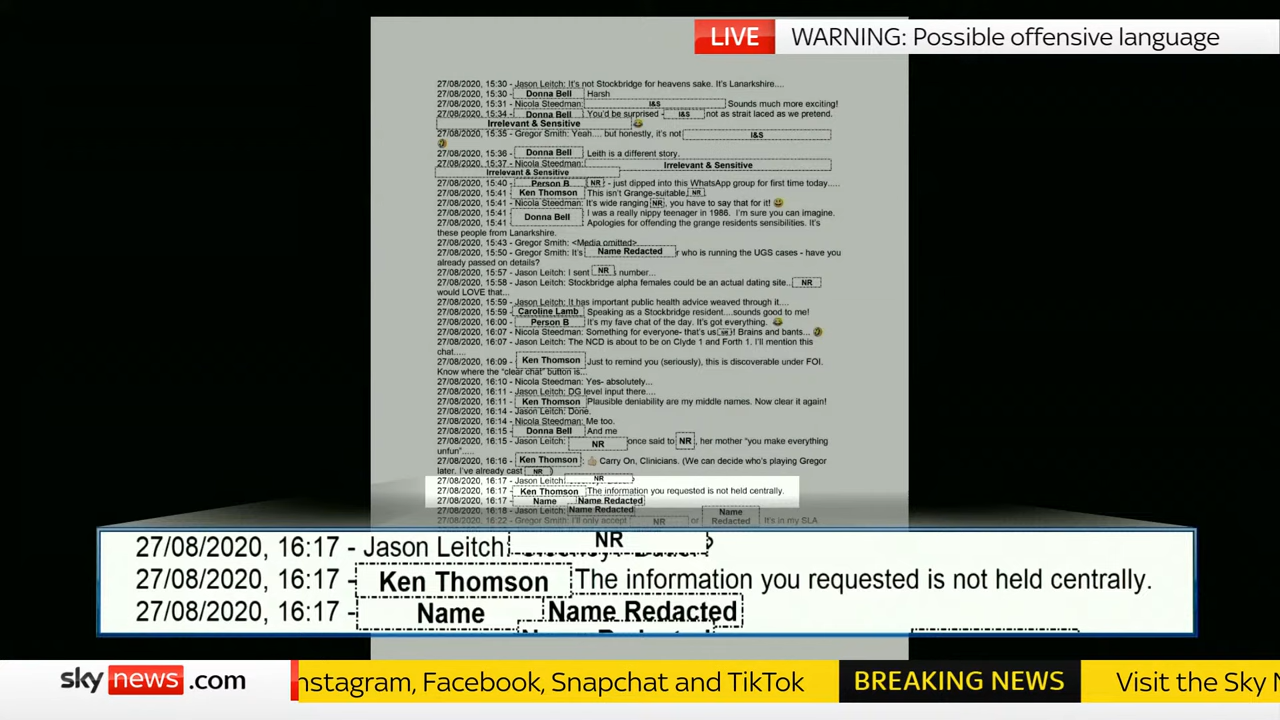 LIVE WARNING: Possible offensive language
27/08/2020, 15:30 - Jason Leitch: It's not Stockbridge for heavens sake. It's Lanarkshire....
27/08/2020, 15:30 - Donna Bell Harsh
27/08/2020, 15:31 - Nicola Steedman: I&S Sounds much more exciting!
27/08/2020, 15:34 - Donna Bell You'd be surprised - I&S not as strait laced as we pretend.
Irrelevant & Sensitive 😂
27/08/2020, 15:35 - Gregor Smith: Yeah.... but honestly, it's not I&S
🤣
27/08/2020, 15:36 - Donna Bell Leith is a different story.
27/08/2020, 15:37 - Nicola Steedman: Irrelevant & Sensitive
Irrelevant & Sensitive
27/08/2020, 15:40 - Person B NR - just dipped into this WhatsApp group for first time today.....
27/08/2020, 15:41 Ken Thomson This isn't Grange-suitable, NR
27/08/2020, 15:41 - Nicola Steedman: It's wide ranging NR, you have to say that for it! 😀
27/08/2020, 15:41 - Donna Bell : I was a really nippy teenager in 1986. I'm sure you can imagine.
27/08/2020, 15:41 - Apologies for offending the grange residents sensibilities. It's
these people from Lanarkshire.
27/08/2020, 15:43 - Gregor Smith: <Media omitted>
27/08/2020, 15:50 - Gregor Smith: It's Name Redacted r who is running the UGS cases - have you
already passed on details?
27/08/2020, 15:57 - Jason Leitch: I sent NR s number...
27/08/2020, 15:58 - Jason Leitch: Stockbridge alpha females could be an actual dating site.. NR
would LOVE that...
27/08/2020, 15:59 - Jason Leitch: It has important public health advice weaved through it....
27/08/2020, 15:59 - Caroline Lamb Speaking as a Stockbridge resident....sounds good to me!
27/08/2020, 16:00 - Person B It's my fave chat of the day. It's got everything. 😂
27/08/2020, 16:07 - Nicola Steedman: Something for everyone- that's us NR! Brains and bants... 🤣
27/08/2020, 16:07 - Jason Leitch: The NCD is about to be on Clyde 1 and Forth 1. I'll mention this
chat.....
27/08/2020, 16:09 - Ken Thomson Just to remind you (seriously), this is discoverable under FOI.
Know where the "clear chat" button is...
27/08/2020, 16:10 - Nicola Steedman: Yes- absolutely...
27/08/2020, 16:11 - Jason Leitch: DG level input there....
27/08/2020, 16:11 - Ken Thomson Plausible deniability are my middle names. Now clear it again!
27/08/2020, 16:14 - Jason Leitch: Done.
27/08/2020, 16:14 - Nicola Steedman: Me too.
27/08/2020, 16:15 - Donna Bell And me
27/08/2020, 16:15 - Jason Leitch: NR once said to NR, her mother "you make everything
unfun".....
27/08/2020, 16:16 - Ken Thomson : 👍 Carry On, Clinicians. (We can decide who's playing Gregor
later. I've already cast NR )
27/08/2020, 16:17 - Jason Leitch: NR
27/08/2020, 16:17 - Ken Thomson The information you requested is not held centrally.
27/08/2020, 16:17 - Name Name Redacted
27/08/2020, 16:18 - Jason Leitch: Name Redacted
27/08/2020, 16:22 - Gregor Smith: I'll only accept NR or Name Redacted It's in my SLA
27/08/2020, 16:17 - Jason Leitch: NR
27/08/2020, 16:17 - Ken Thomson The information you requested is not held centrally.
27/08/2020, 16:17 - Name Name Redacted
sky news .com nstagram, Facebook, Snapchat and TikTok BREAKING NEWS Visit the Sky